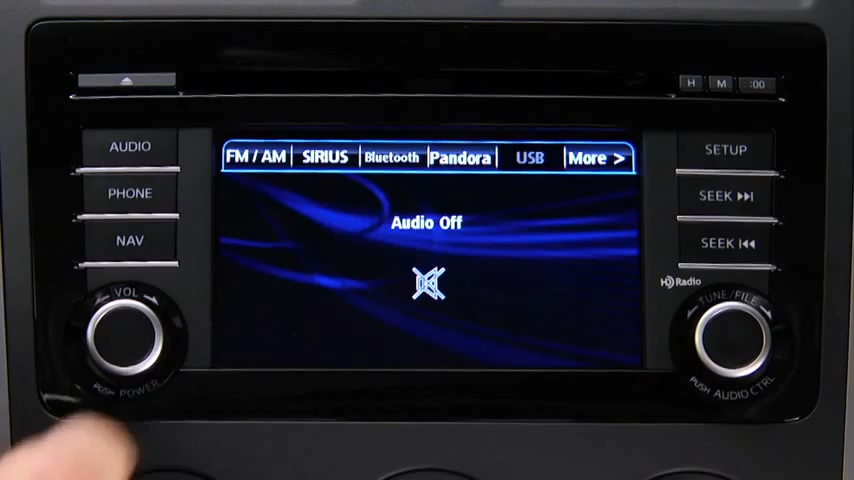 H M :00
AUDIO
PHONE
NAV
VOL
PUSH POWER
FM / AM SIRIUS Bluetooth Pandora USB More >
Audio Off
SETUP
SEEK
SEEK
HD Radio
TUNE/FILE
PUSH AUDIO CTRL